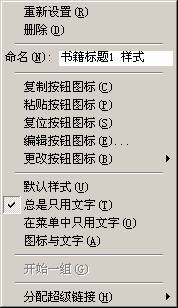 重新设置(R)
删除(D)
命名(N): 书籍标题1 样式
复制按钮图标(C)
粘贴按钮图标(P)
复位按钮图标(S)
编辑按钮图标(E)...
更改按钮图标(B)
默认样式(U)
总是只用文字(T)
在菜单中只用文字(O)
图标与文字(A)
开始一组(G)
分配超级链接(H)